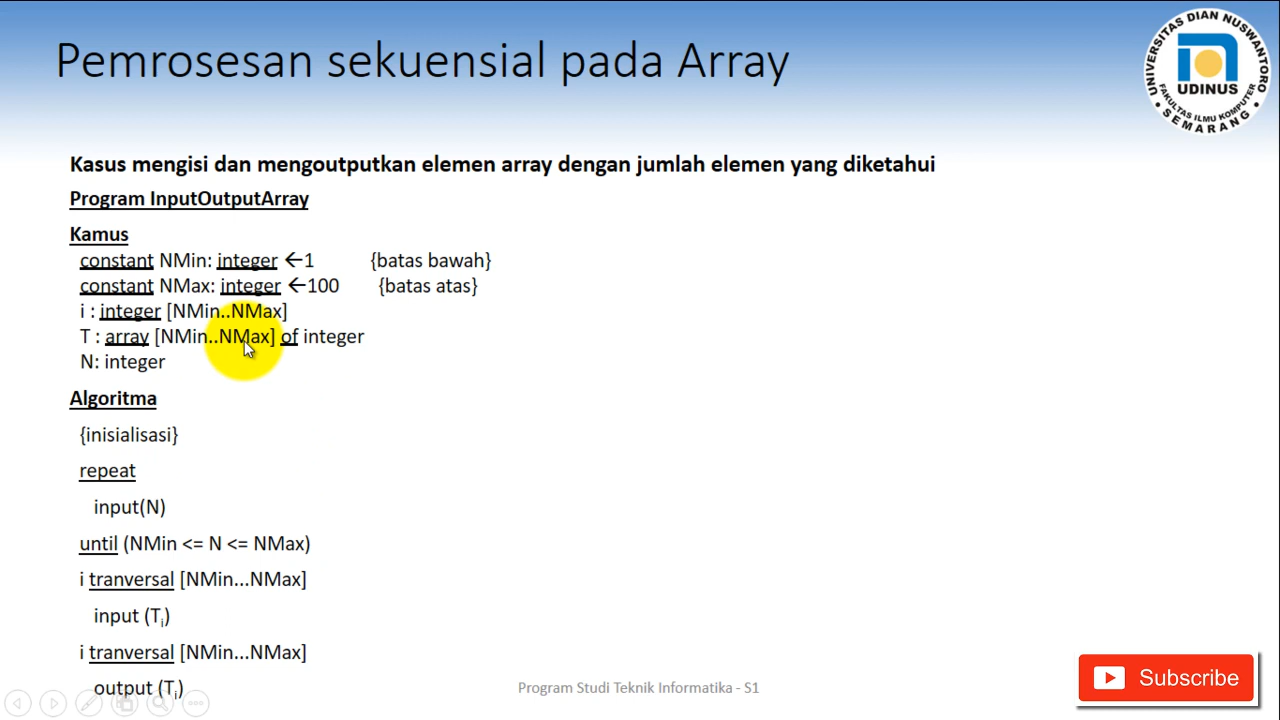 Pemrosesan sekuensial pada Array
UNIVERSITAS DIAN NUSWANTORO
UDINUS
FAKULTAS ILMU KOMPUTER
SEMARANG
Kasus mengisi dan mengoutputkan elemen array dengan jumlah elemen yang diketahui
Program InputOutputArray
Kamus
constant NMin: integer ←1 {batas bawah}
constant NMax: integer ←100 {batas atas}
i : integer [NMin..NMax]
T : array [NMin..NMax] of integer
N: integer
Algoritma
{inisialisasi}
repeat
input(N)
until (NMin <= N <= NMax)
i tranversal [NMin...NMax]
input (Tᵢ)
i tranversal [NMin...NMax]
output (Tᵢ)
Program Studi Teknik Informatika - S1
Subscribe